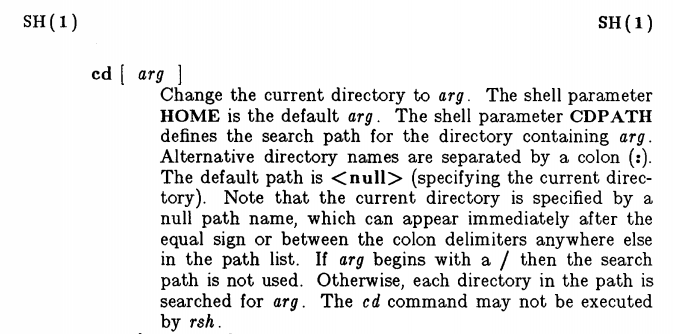 SH(1) SH(1)
cd [ arg ]
Change the current directory to arg. The shell parameter
HOME is the default arg. The shell parameter CDPATH
defines the search path for the directory containing arg.
Alternative directory names are separated by a colon (:).
The default path is <null> (specifying the current direc-
tory). Note that the current directory is specified by a
null path name, which can appear immediately after the
equal sign or between the colon delimiters anywhere else
in the path list. If arg begins with a / then the search
path is not used. Otherwise, each directory in the path is
searched for arg. The cd command may not be executed
by rsh.